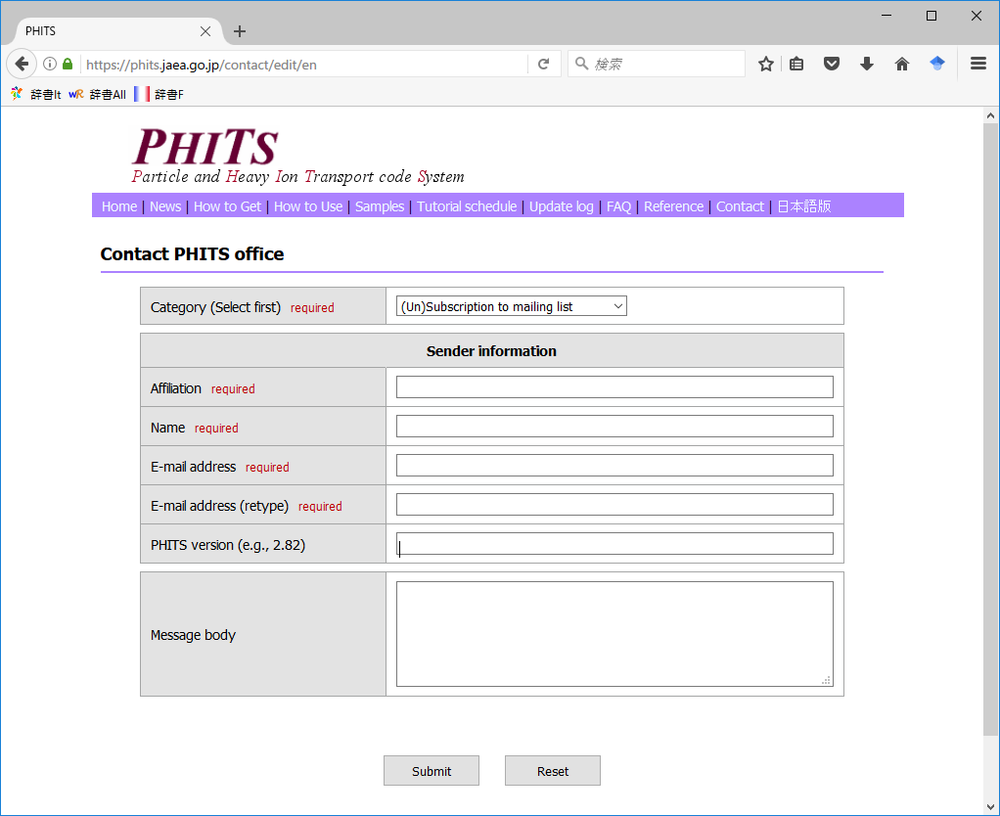 PHITS
https://phits.jaea.go.jp/contact/edit/en
検索
辞書It wR 辞書All 辞書F
PHITS
Particle and Heavy Ion Transport code System
Home | News | How to Get | How to Use | Samples | Tutorial schedule | Update log | FAQ | Reference | Contact | 日本語版
Contact PHITS office
Category (Select first) required (Un)Subscription to mailing list
Sender information
Affiliation required
Name required
E-mail address required
E-mail address (retype) required
PHITS version (e.g., 2.82)
Message body
Submit Reset